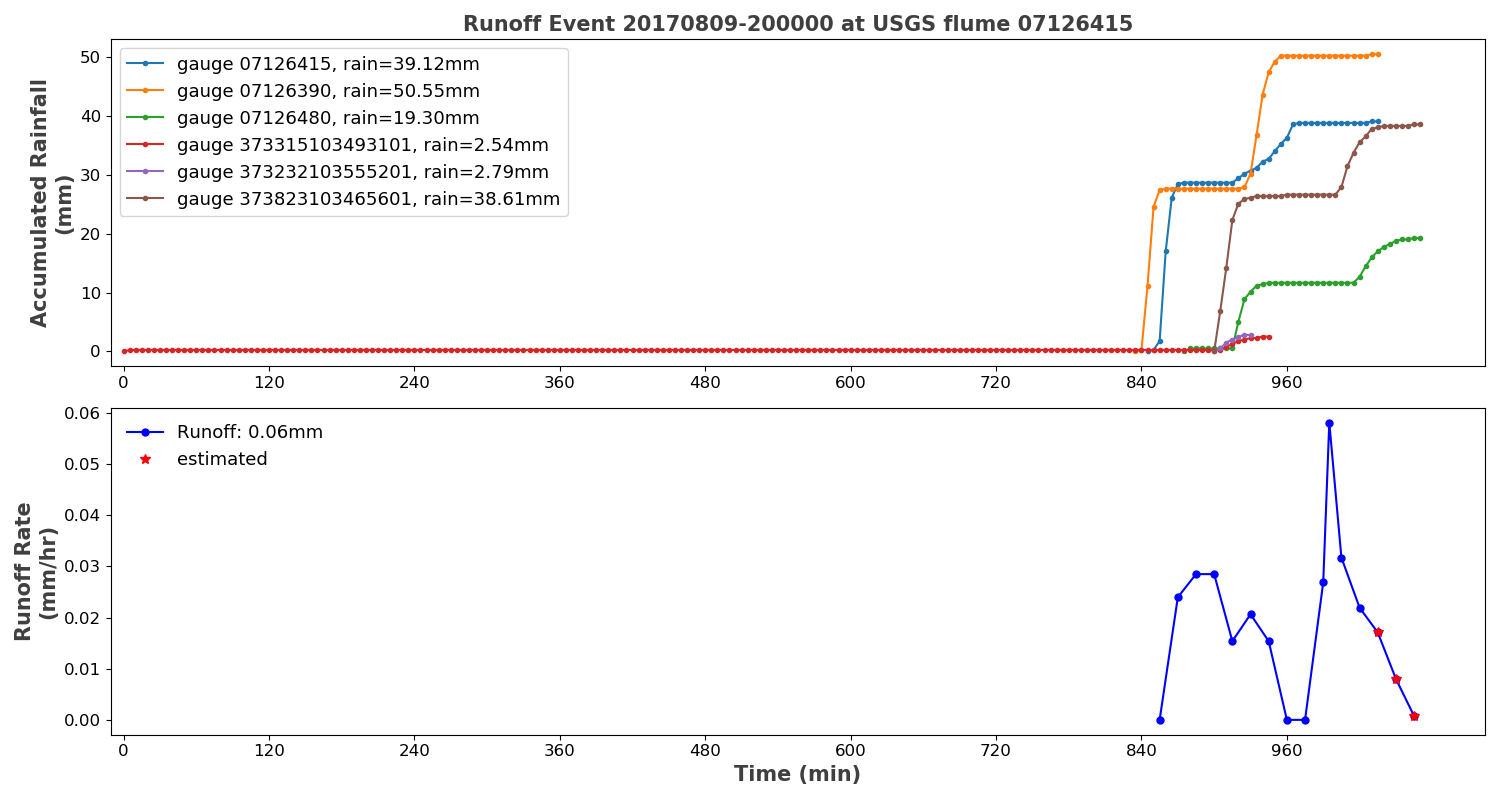 Runoff Event 20170809-200000 at USGS flume 07126415
Accumulated Rainfall
(mm)
50
40
30
20
10
0
gauge 07126415, rain=39.12mm
gauge 07126390, rain=50.55mm
gauge 07126480, rain=19.30mm
gauge 373315103493101, rain=2.54mm
gauge 373232103555201, rain=2.79mm
gauge 373823103465601, rain=38.61mm
0 120 240 360 480 600 720 840 960
Runoff Rate
(mm/hr)
0.06
0.05
0.04
0.03
0.02
0.01
0.00
Runoff: 0.06mm
estimated
0 120 240 360 480 600 720 840 960
Time (min)